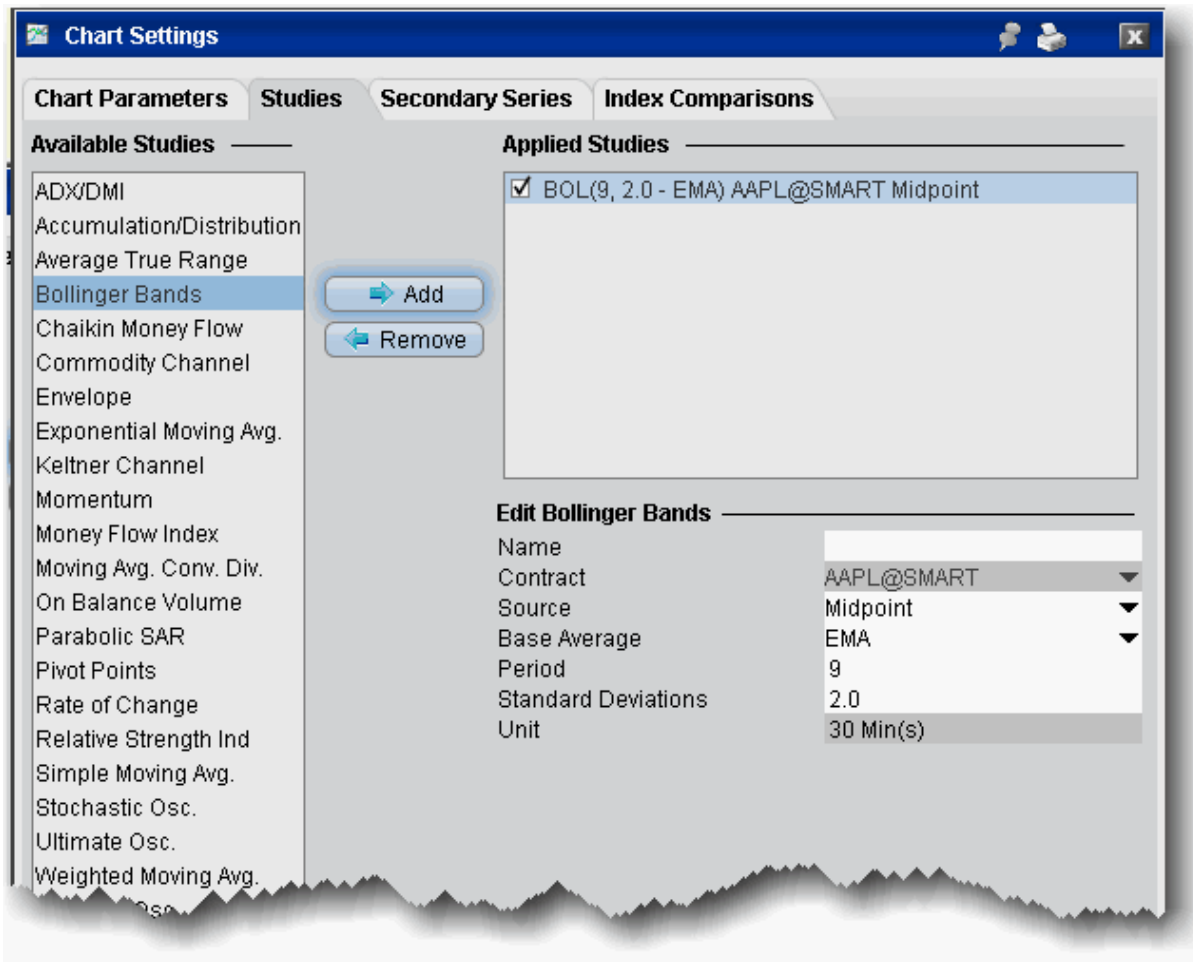 Chart Settings
Chart Parameters Studies Secondary Series Index Comparisons
Available Studies
ADX/DMI
Accumulation/Distribution
Average True Range
Bollinger Bands
Chaikin Money Flow
Commodity Channel
Envelope
Exponential Moving Avg.
Keltner Channel
Momentum
Money Flow Index
Moving Avg. Conv. Div.
On Balance Volume
Parabolic SAR
Pivot Points
Rate of Change
Relative Strength Ind
Simple Moving Avg.
Stochastic Osc.
Ultimate Osc.
Weighted Moving Avg.
Add
Remove
Applied Studies
BOL(9, 2.0 - EMA) AAPL@SMART Midpoint
Edit Bollinger Bands
Name
Contract AAPL@SMART
Source Midpoint
Base Average EMA
Period 9
Standard Deviations 2.0
Unit 30 Min(s)